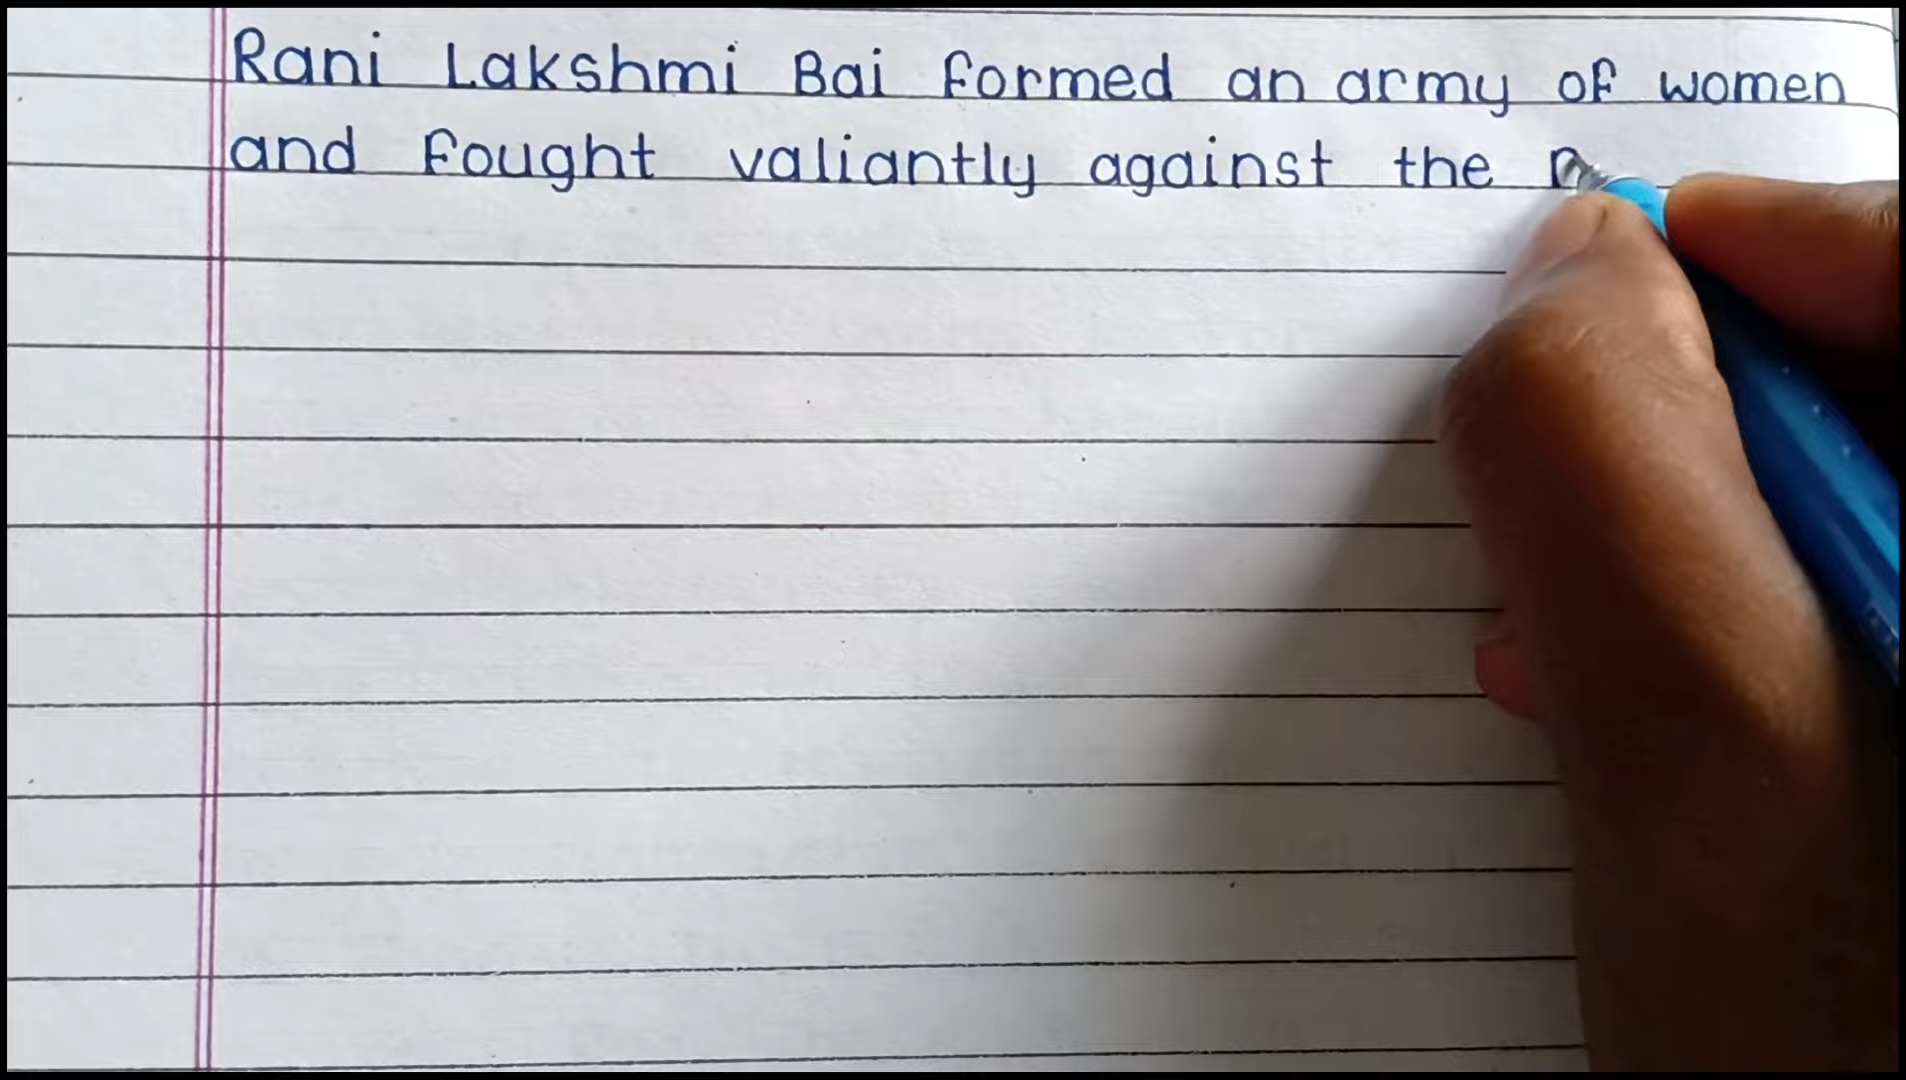 Rani Lakshmi Bai formed an army of women
and fought valiantly against the